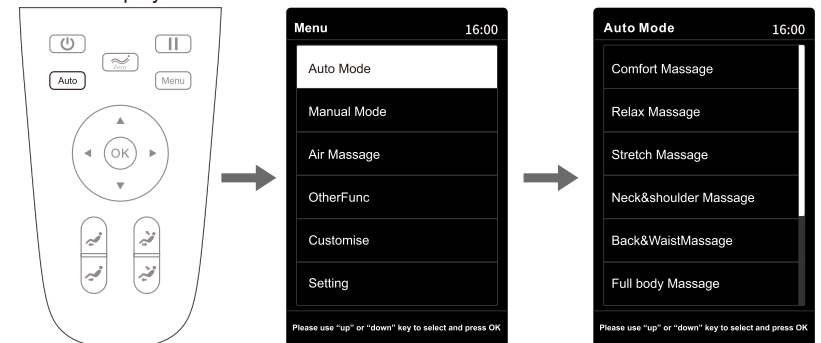 Zero
Auto
Menu
OK
Menu 16:00
Auto Mode
Manual Mode
Air Massage
OtherFunc
Customise
Setting
Please use “up” or “down” key to select and press OK
Auto Mode 16:00
Comfort Massage
Relax Massage
Stretch Massage
Neck&shoulder Massage
Back&WaistMassage
Full body Massage
Please use “up” or “down” key to select and press OK